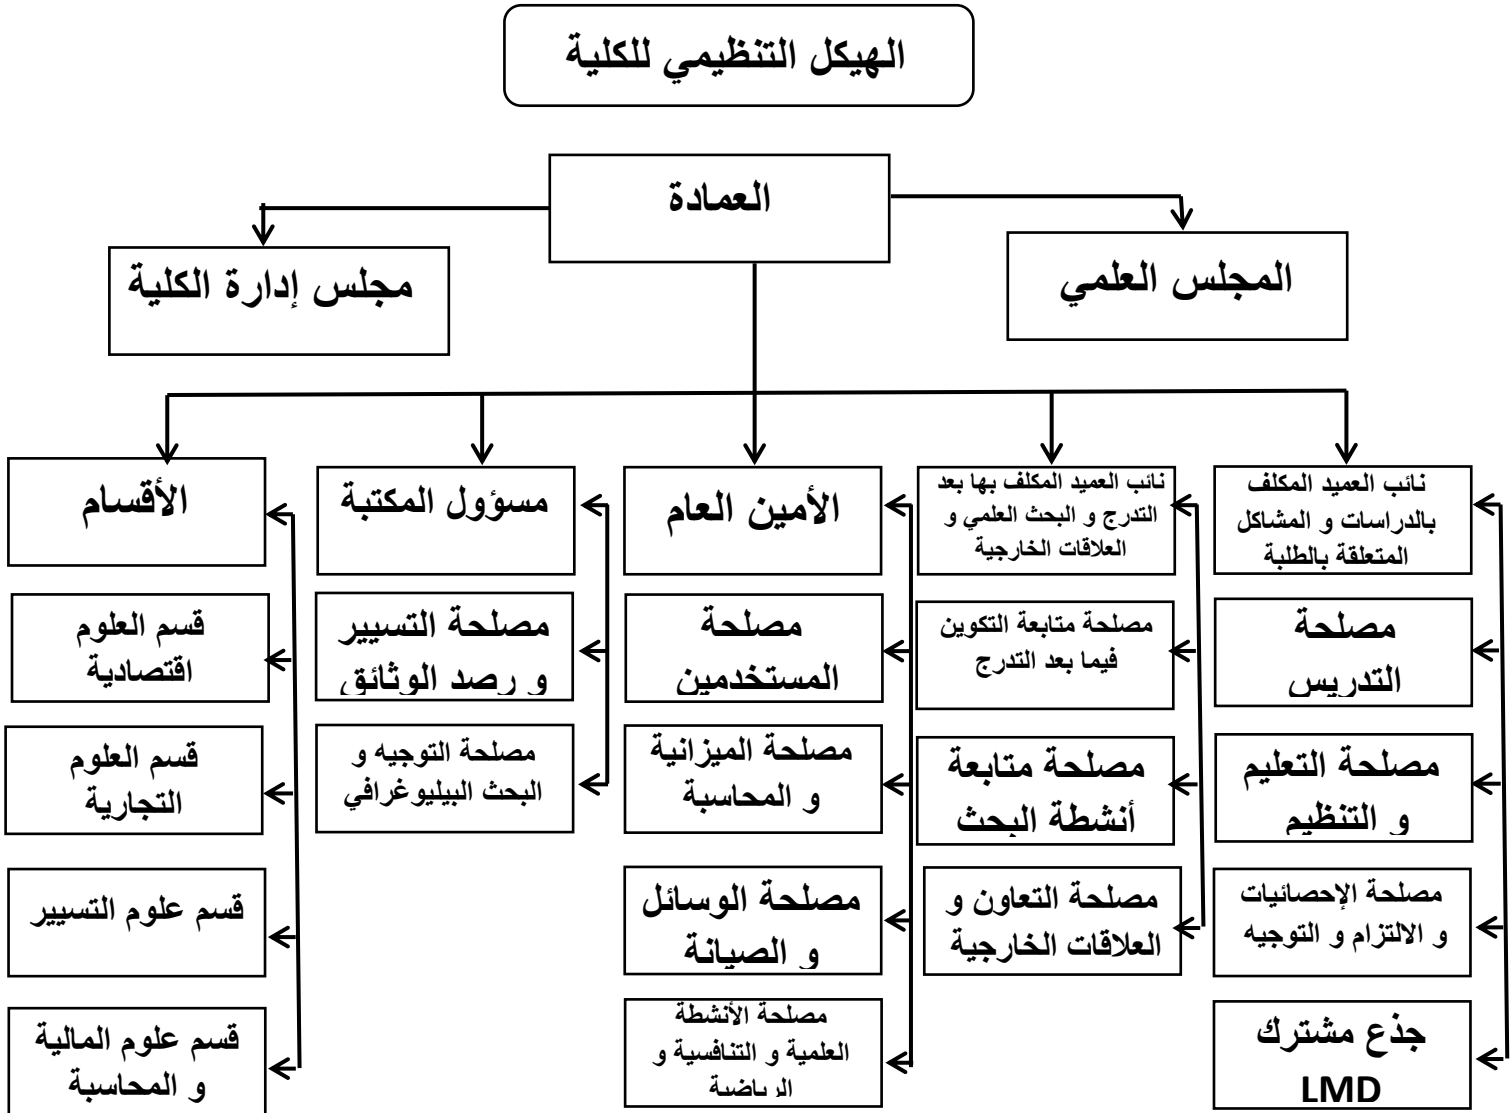 الهيكل التنظيمي للكلية
العمادة
المجلس العلمي
مجلس إدارة الكلية
نائب العميد المكلف
بالدراسات و المشاكل
المتعلقة بالطلبة
مصلحة
التدريس
مصلحة التعليم
و التنظيم
مصلحة الإحصائيات
و الالتزام و التوجيه
جذع مشترك
LMD
نائب العميد المكلف بها بعد
التدرج و البحث العلمي و
العلاقات الخارجية
مصلحة متابعة التكوين
فيما بعد التدرج
مصلحة متابعة
أنشطة البحث
مصلحة التعاون و
العلاقات الخارجية
الأمين العام
مصلحة
المستخدمين
مصلحة الميزانية
و المحاسبة
مصلحة الوسائل
و الصيانة
مصلحة الأنشطة
العلمية و التنافسية و
الرياضية
مسؤول المكتبة
مصلحة التسيير
و رصد الوثائق
مصلحة التوجيه و
البحث البيليوغرافي
الأقسام
قسم العلوم
اقتصادية
قسم العلوم
التجارية
قسم علوم التسيير
قسم علوم المالية
و المحاسبة